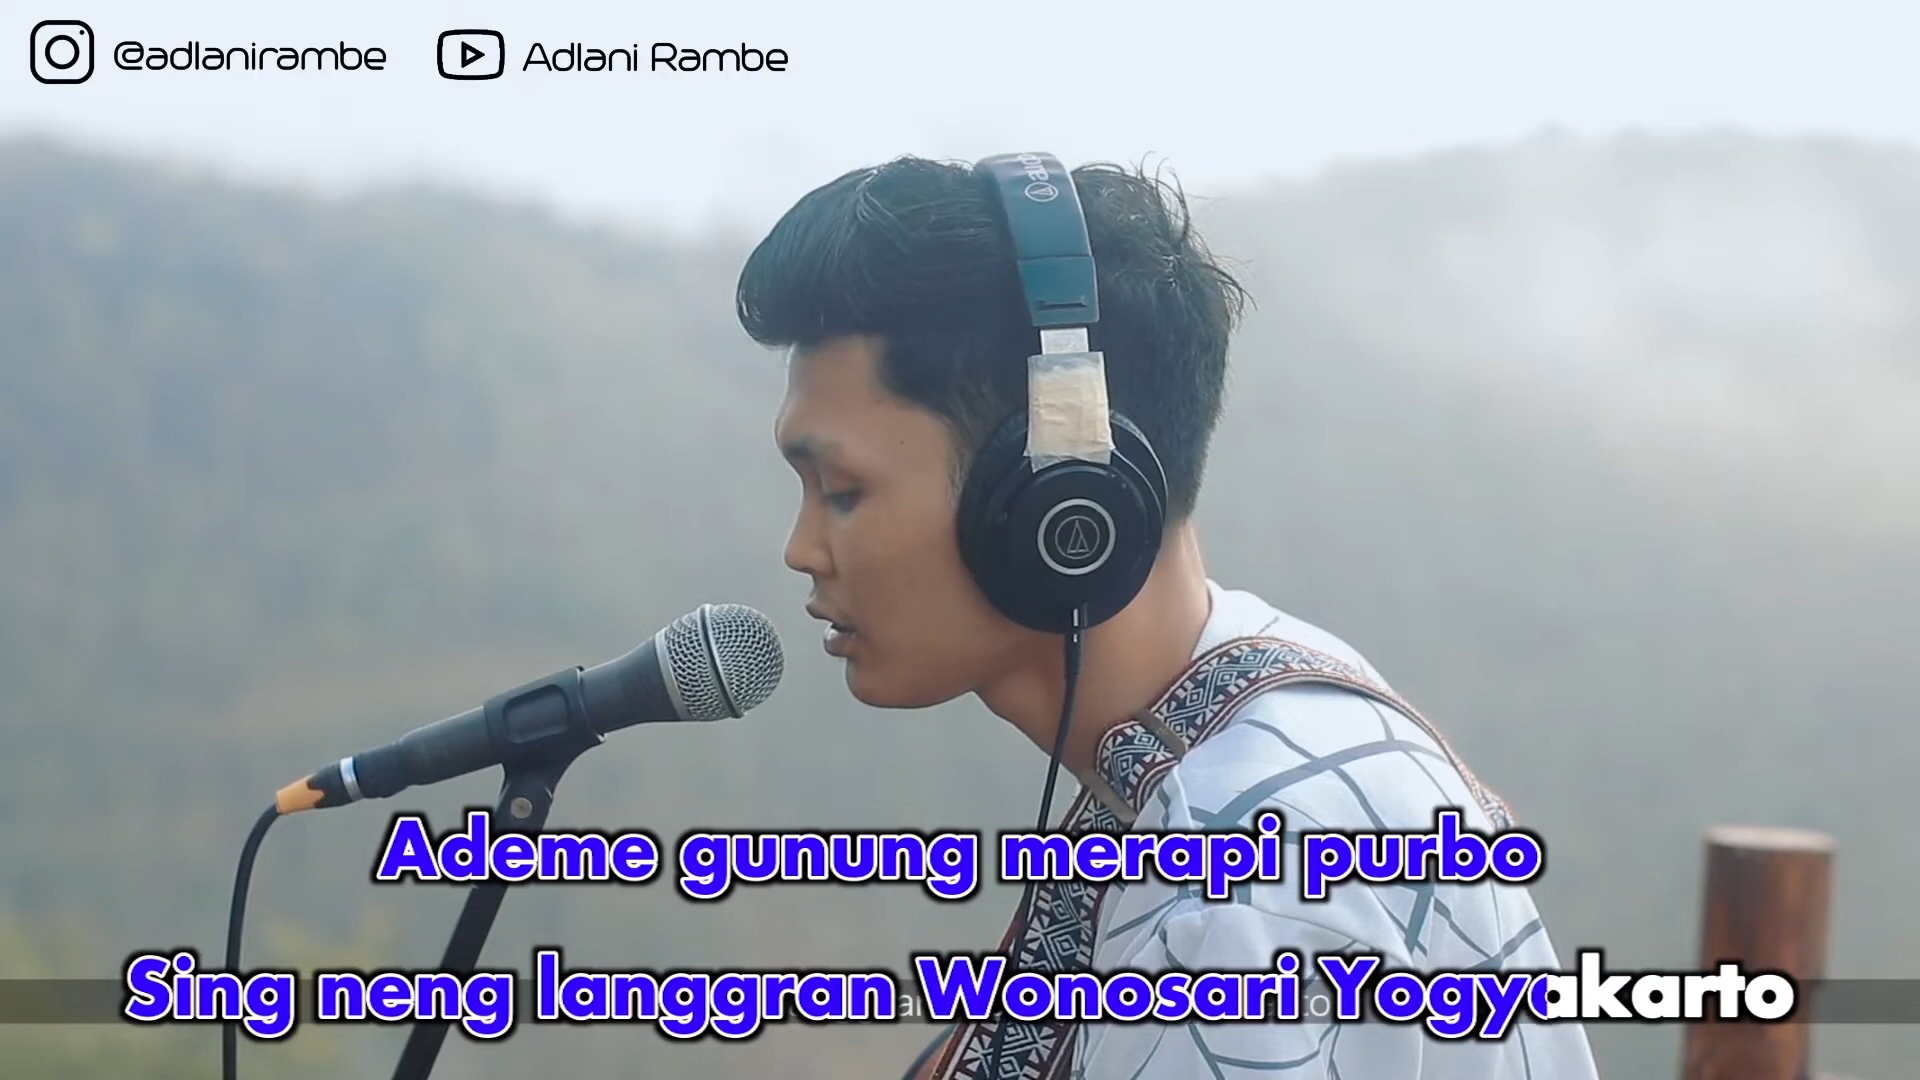 @adlanirambe Adlani Rambe
Ademe gunung merapi purbo
Sing neng langgran Wonosari Yogyakarto